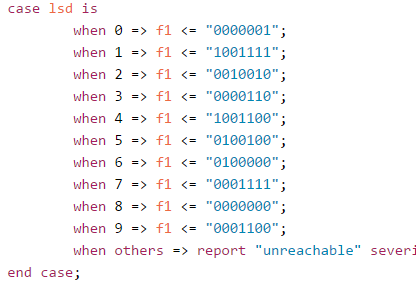 case lsd is
when 0 => f1 <= "0000001";
when 1 => f1 <= "1001111";
when 2 => f1 <= "0010010";
when 3 => f1 <= "0000110";
when 4 => f1 <= "1001100";
when 5 => f1 <= "0100100";
when 6 => f1 <= "0100000";
when 7 => f1 <= "0001111";
when 8 => f1 <= "0000000";
when 9 => f1 <= "0001100";
when others => report "unreachable" severi
end case;